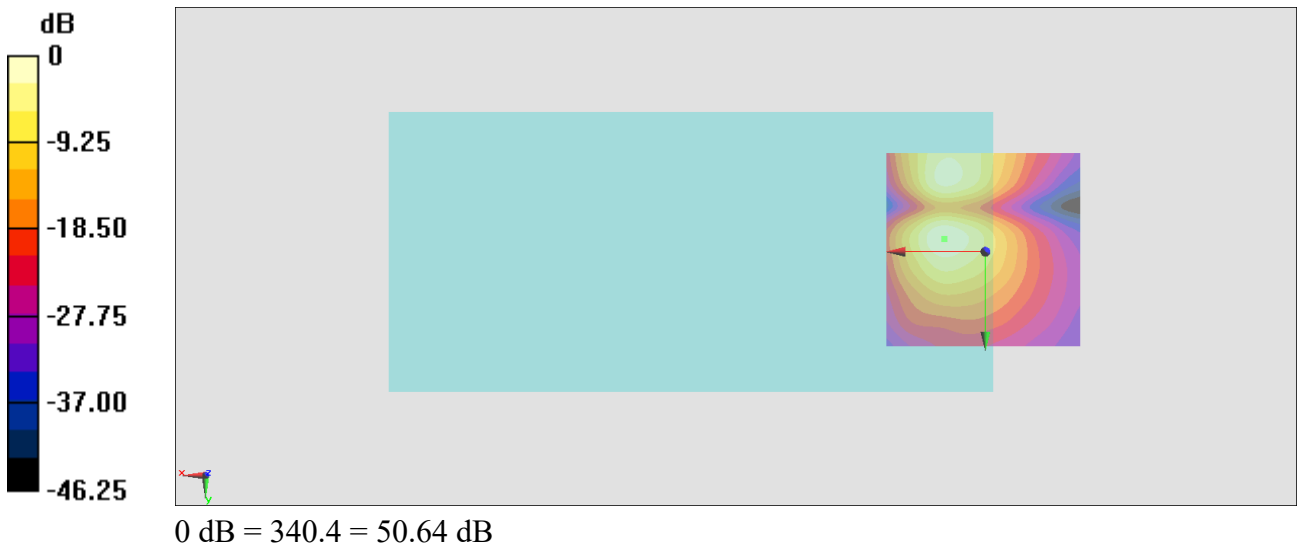 dB
0
-9.25
-18.50
-27.75
-37.00
-46.25
x
z
y
0 dB = 340.4 = 50.64 dB